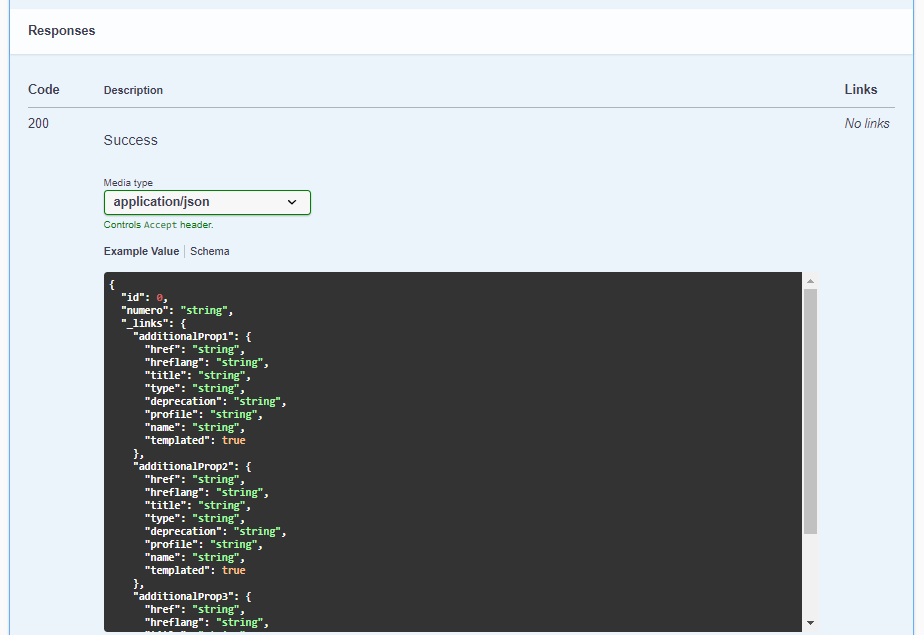 Responses
Code Description Links
200 No links
Success
Media type
application/json
Controls Accept header.
Example Value Schema
{
  "id": 0,
  "numero": "string",
  "_links": {
    "additionalProp1": {
      "href": "string",
      "hreflang": "string",
      "title": "string",
      "type": "string",
      "deprecation": "string",
      "profile": "string",
      "name": "string",
      "templated": true
    },
    "additionalProp2": {
      "href": "string",
      "hreflang": "string",
      "title": "string",
      "type": "string",
      "deprecation": "string",
      "profile": "string",
      "name": "string",
      "templated": true
    },
    "additionalProp3": {
      "href": "string",
      "hreflang": "string",